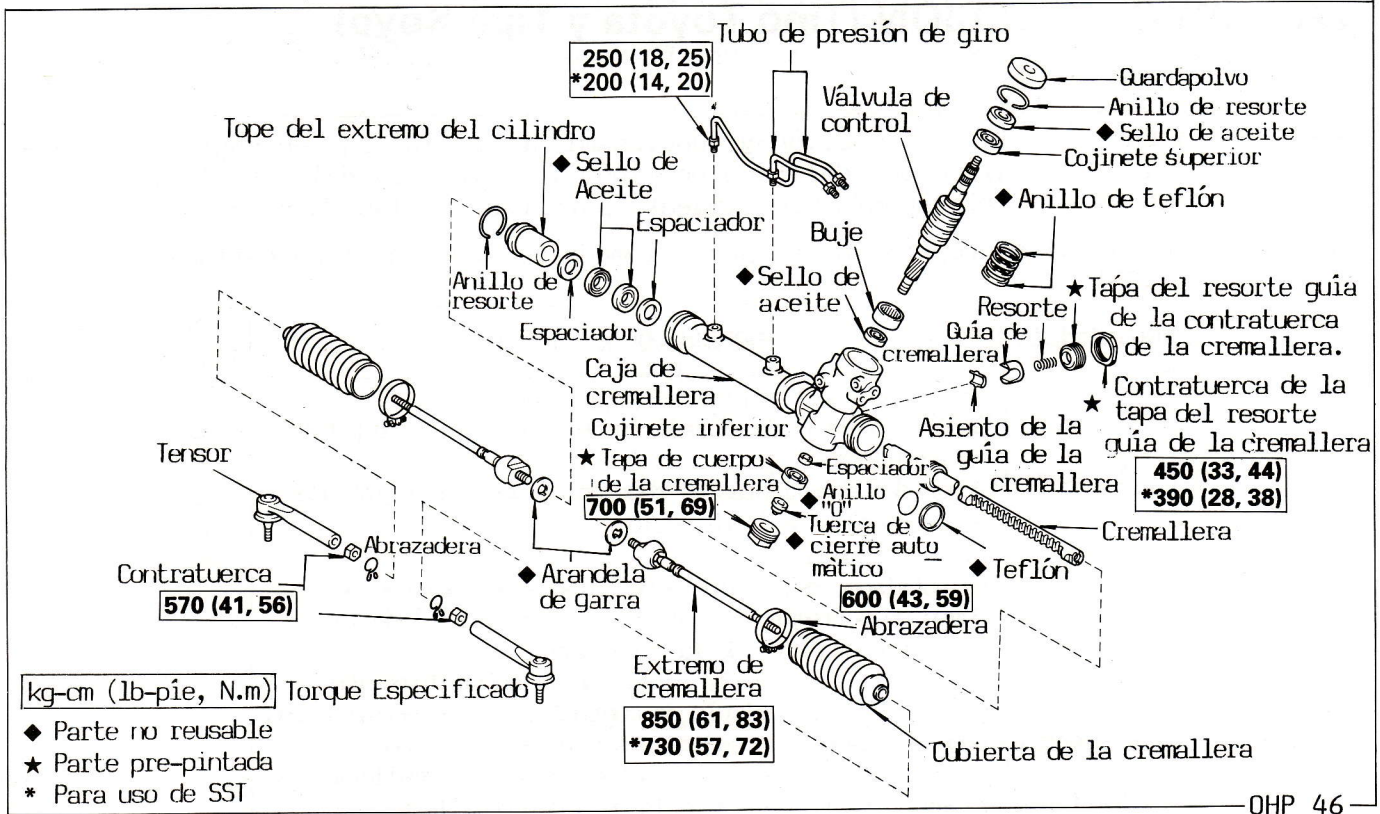 Tubo de presión de giro
250 (18, 25)
*200 (14, 20)
Válvula de
control
Guardapolvo
Anillo de resorte
◆ Sello de aceite
Cojinete superior
Tope del extremo del cilindro
◆ Sello de
Aceite
Espaciador
◆ Anillo de teflón
Buje
◆ Sello de
aceite
Anillo de
resorte
Espaciador
Resorte
Guía de
cremallera
★ Tapa del resorte guía
de la contratuerca
de la cremallera.
Caja de
cremallera
★ Contratuerca de la
tapa del resorte
guía de la cremallera
450 (33, 44)
*390 (28, 38)
Cojinete inferior
Asiento de la
guía de la
cremallera
Tensor
★ Tapa de cuerpo
de la cremallera
700 (51, 69)
Espaciador
◆ Anillo
"O"
◆ Tuerca de
cierre auto
màtico
600 (43, 59)
Cremallera
◆ Teflón
Abrazadera
Contratuerca
570 (41, 56)
◆ Arandela
de garra
Abrazadera
Extremo de
cremallera
850 (61, 83)
*730 (57, 72)
Cubierta de la cremallera
kg-cm (lb-píe, N.m) Torque Especificado
◆ Parte no reusable
★ Parte pre-pintada
* Para uso de SST
OHP 46